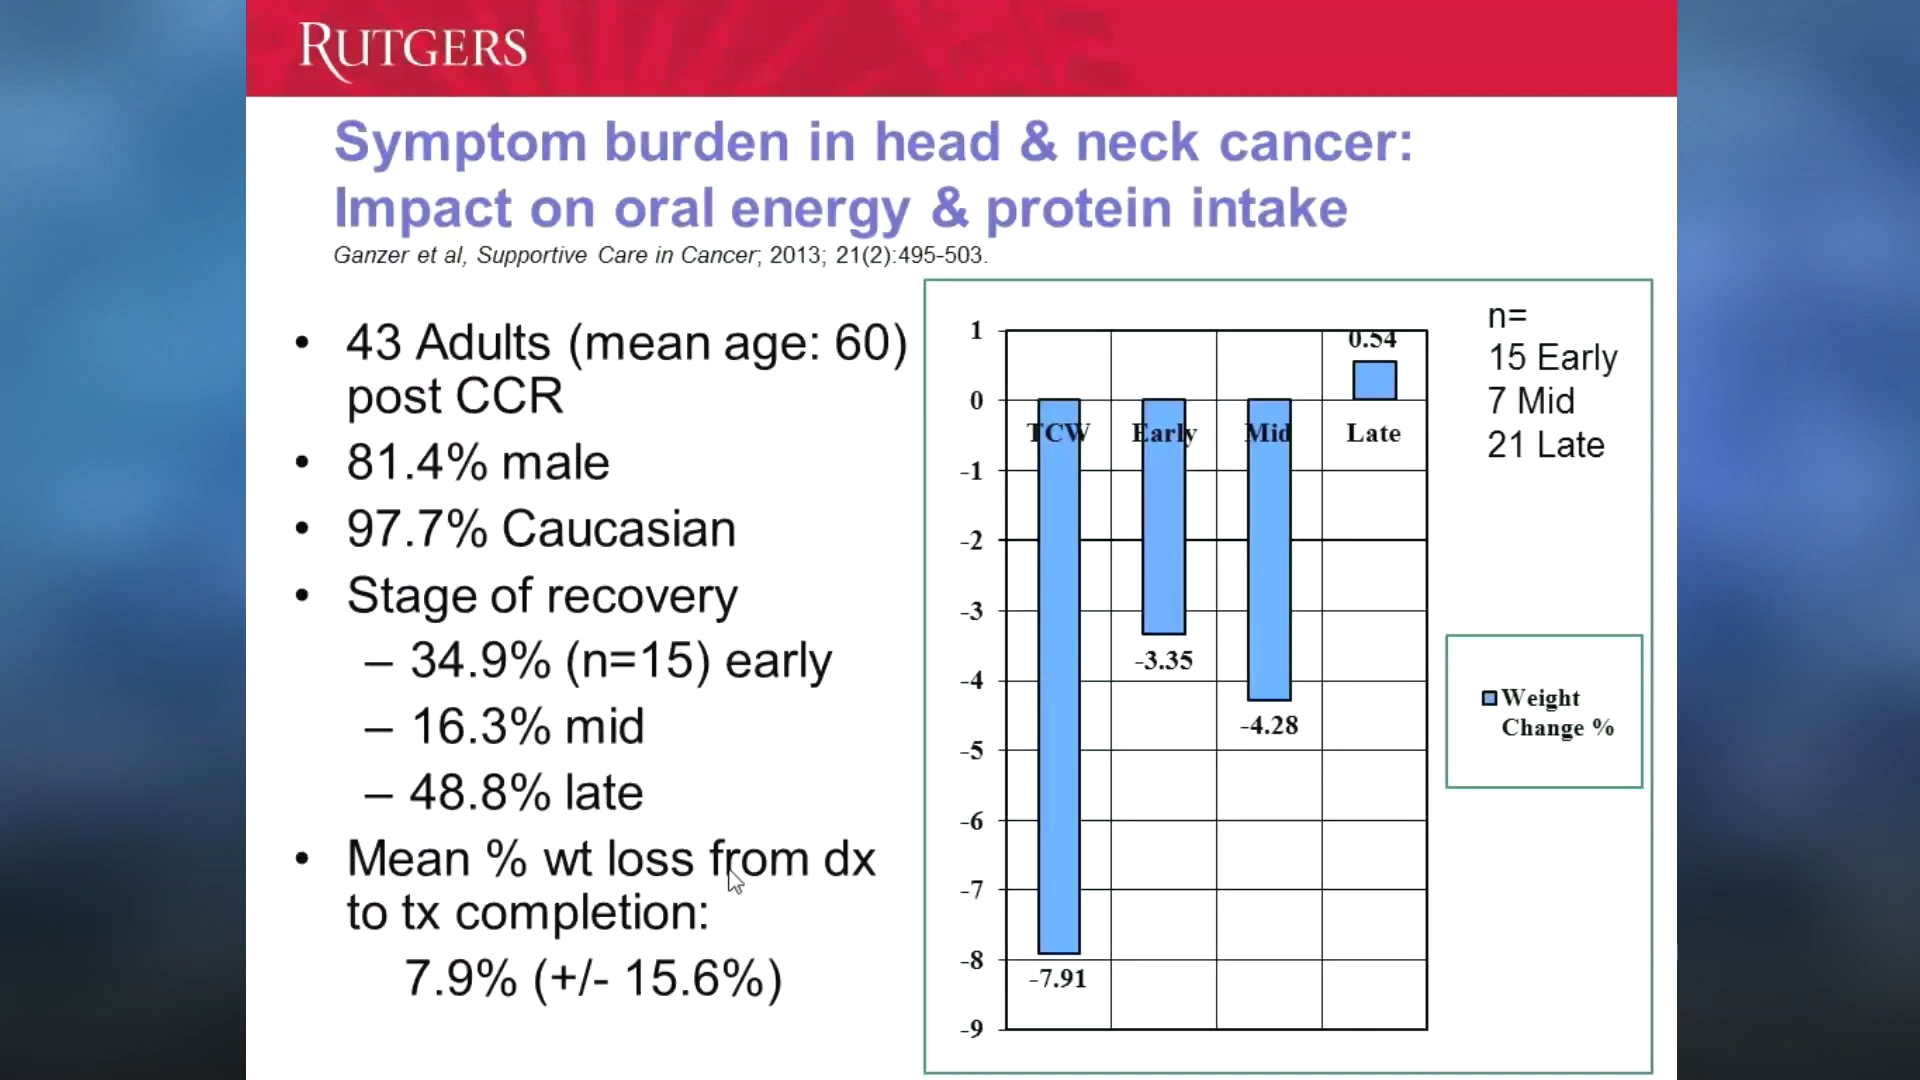 RUTGERS
Symptom burden in head & neck cancer:
Impact on oral energy & protein intake
Ganzer et al, Supportive Care in Cancer; 2013; 21(2):495-503.
• 43 Adults (mean age: 60)
post CCR
• 81.4% male
• 97.7% Caucasian
• Stage of recovery
– 34.9% (n=15) early
– 16.3% mid
– 48.8% late
• Mean % wt loss from dx
to tx completion:
7.9% (+/- 15.6%)
1
0
-1
-2
-3
-4
-5
-6
-7
-8
-9
0.54
TCW Early Mid Late
-3.35
-4.28
-7.91
n=
15 Early
7 Mid
21 Late
Weight
Change %